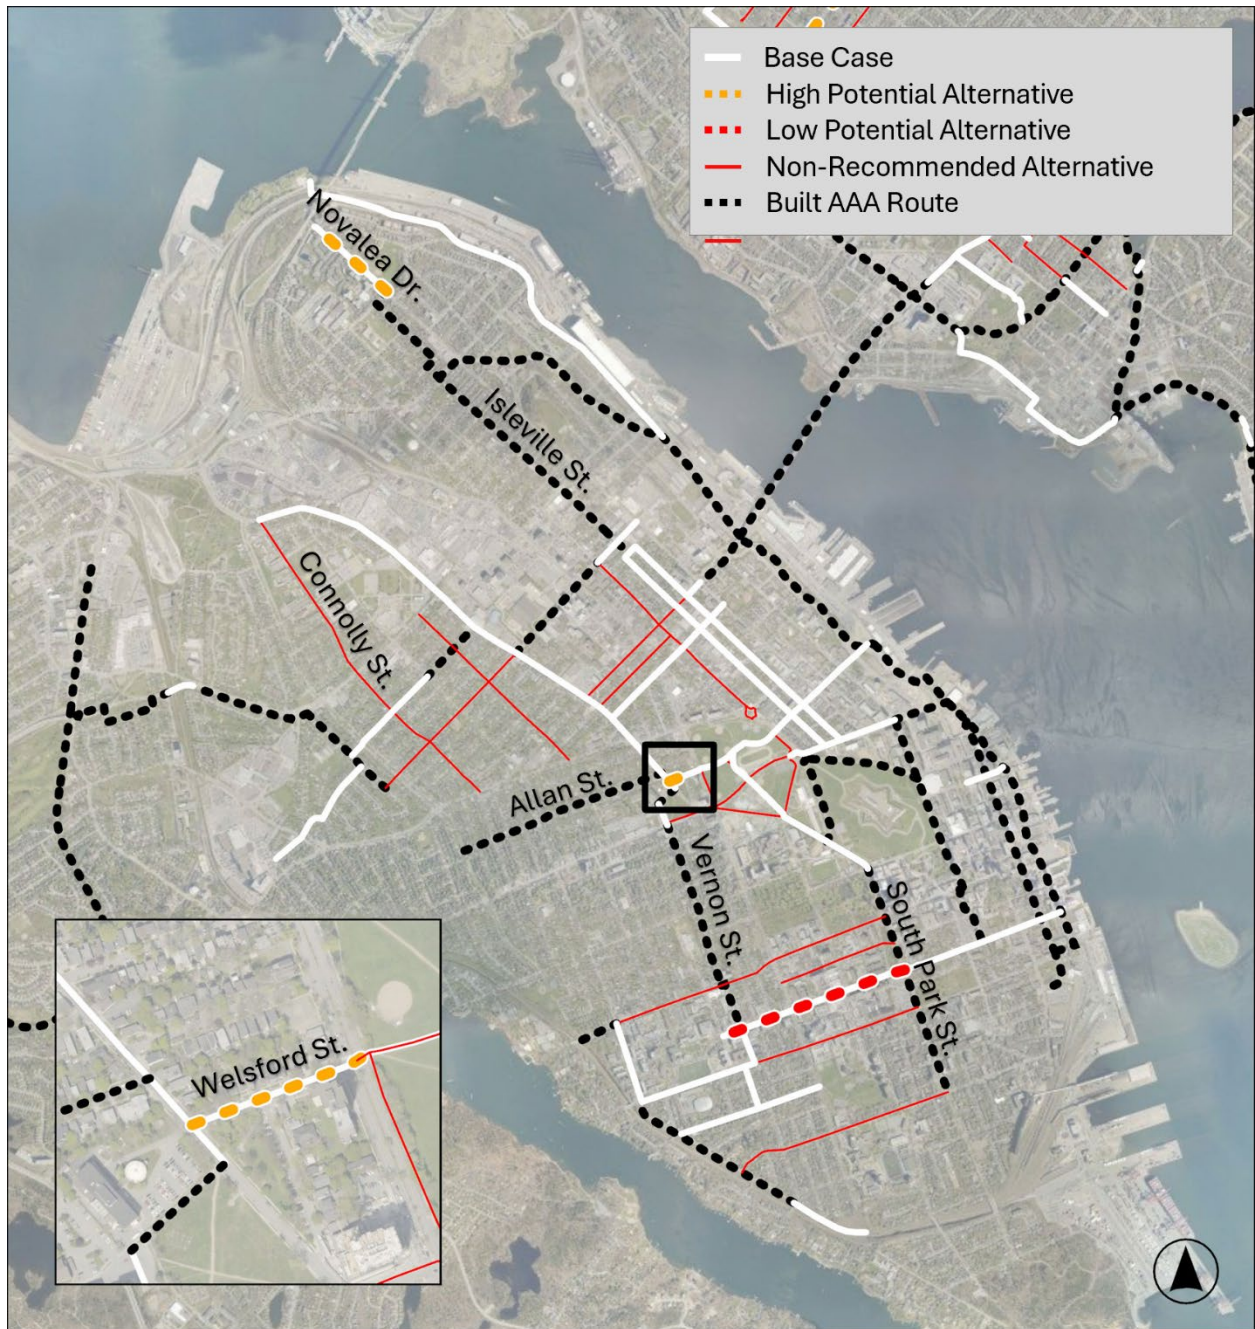 Base Case
High Potential Alternative
Low Potential Alternative
Non-Recommended Alternative
Built AAA Route
Novalea Dr.
Isleville St.
Connolly St.
Allan St.
Vernon St.
South Park St.
Welsford St.